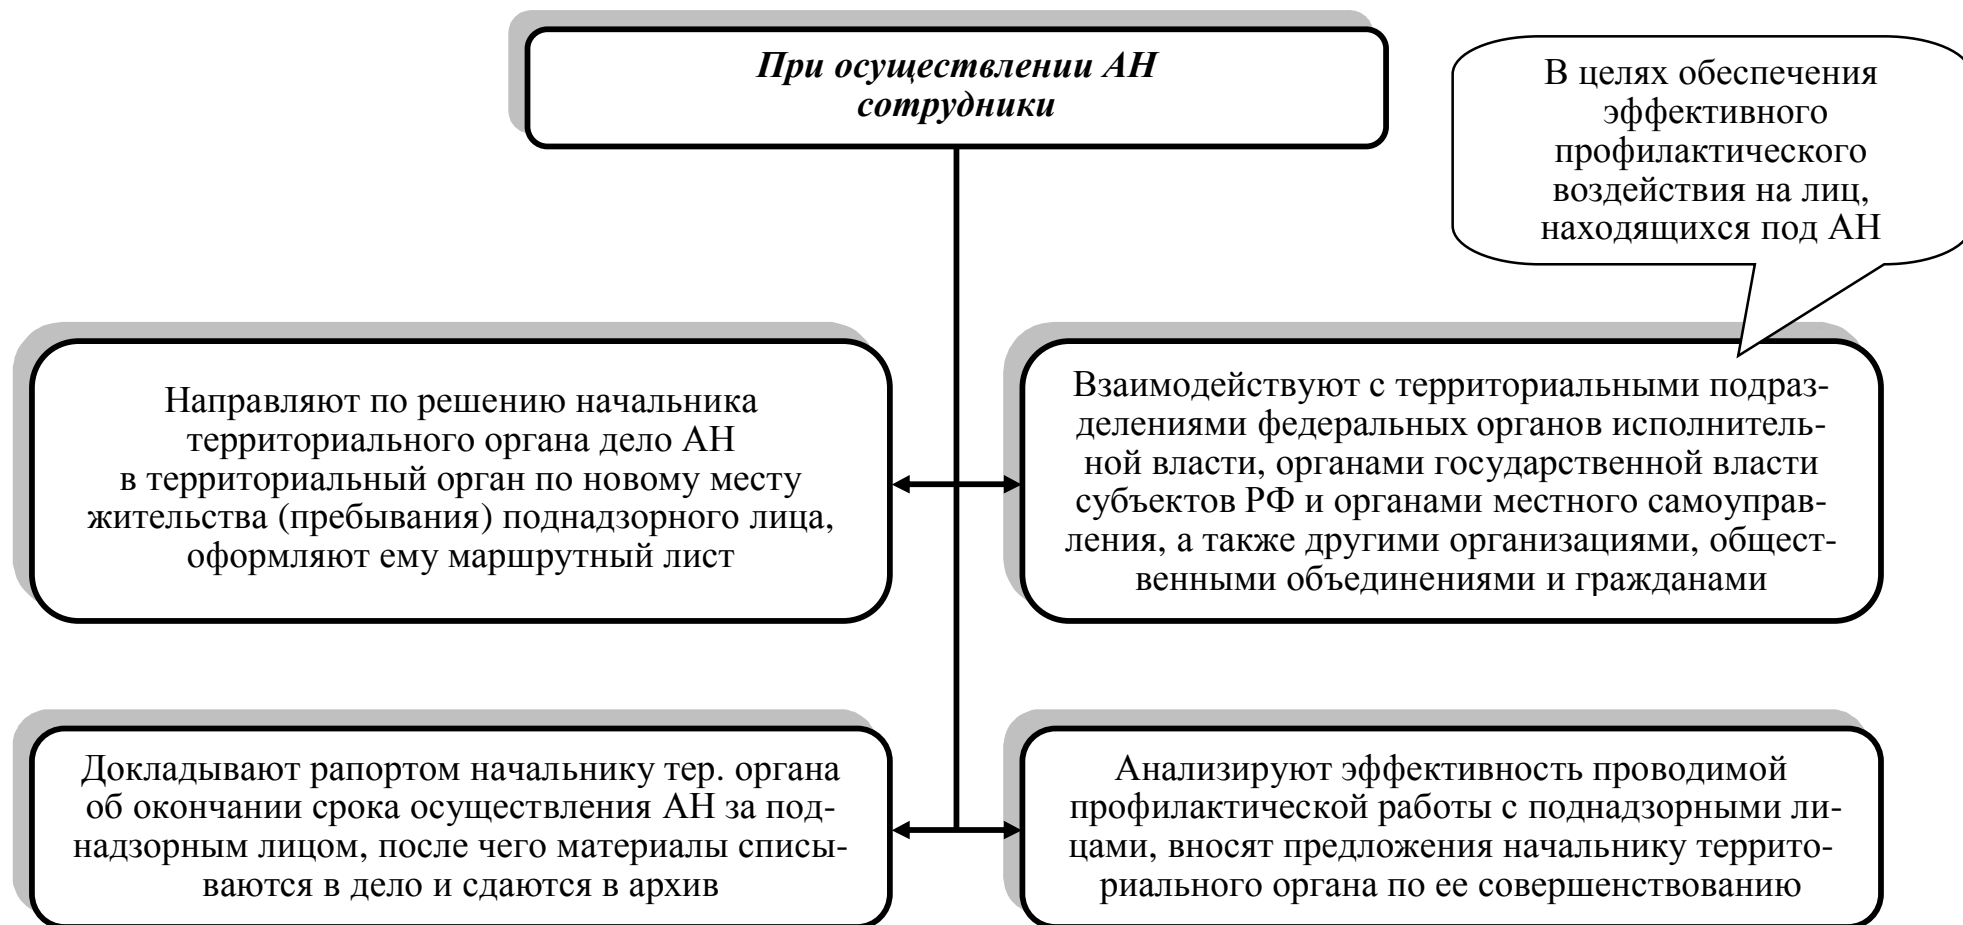 При осуществлении АН
сотрудники
В целях обеспечения
эффективного
профилактического
воздействия на лиц,
находящихся под АН
Направляют по решению начальника
территориального органа дело АН
в территориальный орган по новому месту
жительства (пребывания) поднадзорного лица,
оформляют ему маршрутный лист
Взаимодействуют с территориальными подраз-
делениями федеральных органов исполнитель-
ной власти, органами государственной власти
субъектов РФ и органами местного самоуправ-
ления, а также другими организациями, общест-
венными объединениями и гражданами
Докладывают рапортом начальнику тер. органа
об окончании срока осуществления АН за под-
надзорным лицом, после чего материалы списы-
ваются в дело и сдаются в архив
Анализируют эффективность проводимой
профилактической работы с поднадзорными ли-
цами, вносят предложения начальнику террито-
риального органа по ее совершенствованию